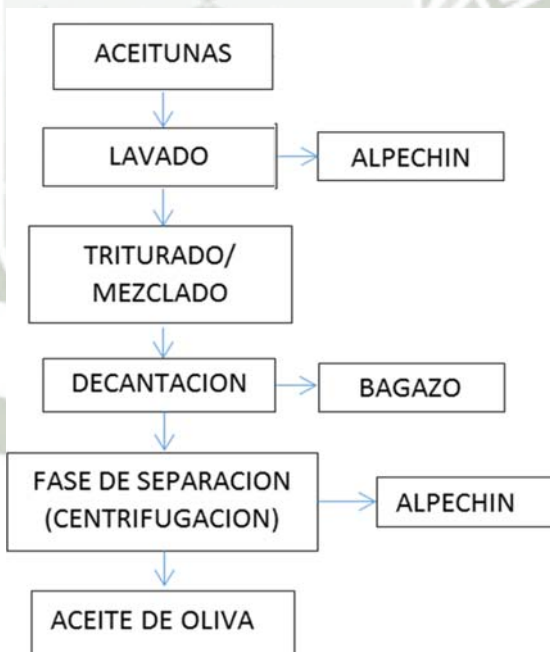 ACEITUNAS
LAVADO
ALPECHIN
TRITURADO/
MEZCLADO
DECANTACION
BAGAZO
FASE DE SEPARACION
(CENTRIFUGACION)
ALPECHIN
ACEITE DE OLIVA